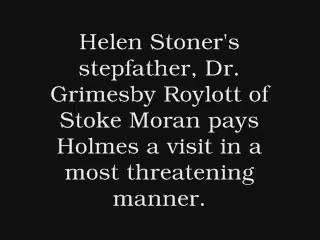 Helen Stoner's
stepfather, Dr.
Grimesby Roylott of
Stoke Moran pays
Holmes a visit in a
most threatening
manner.